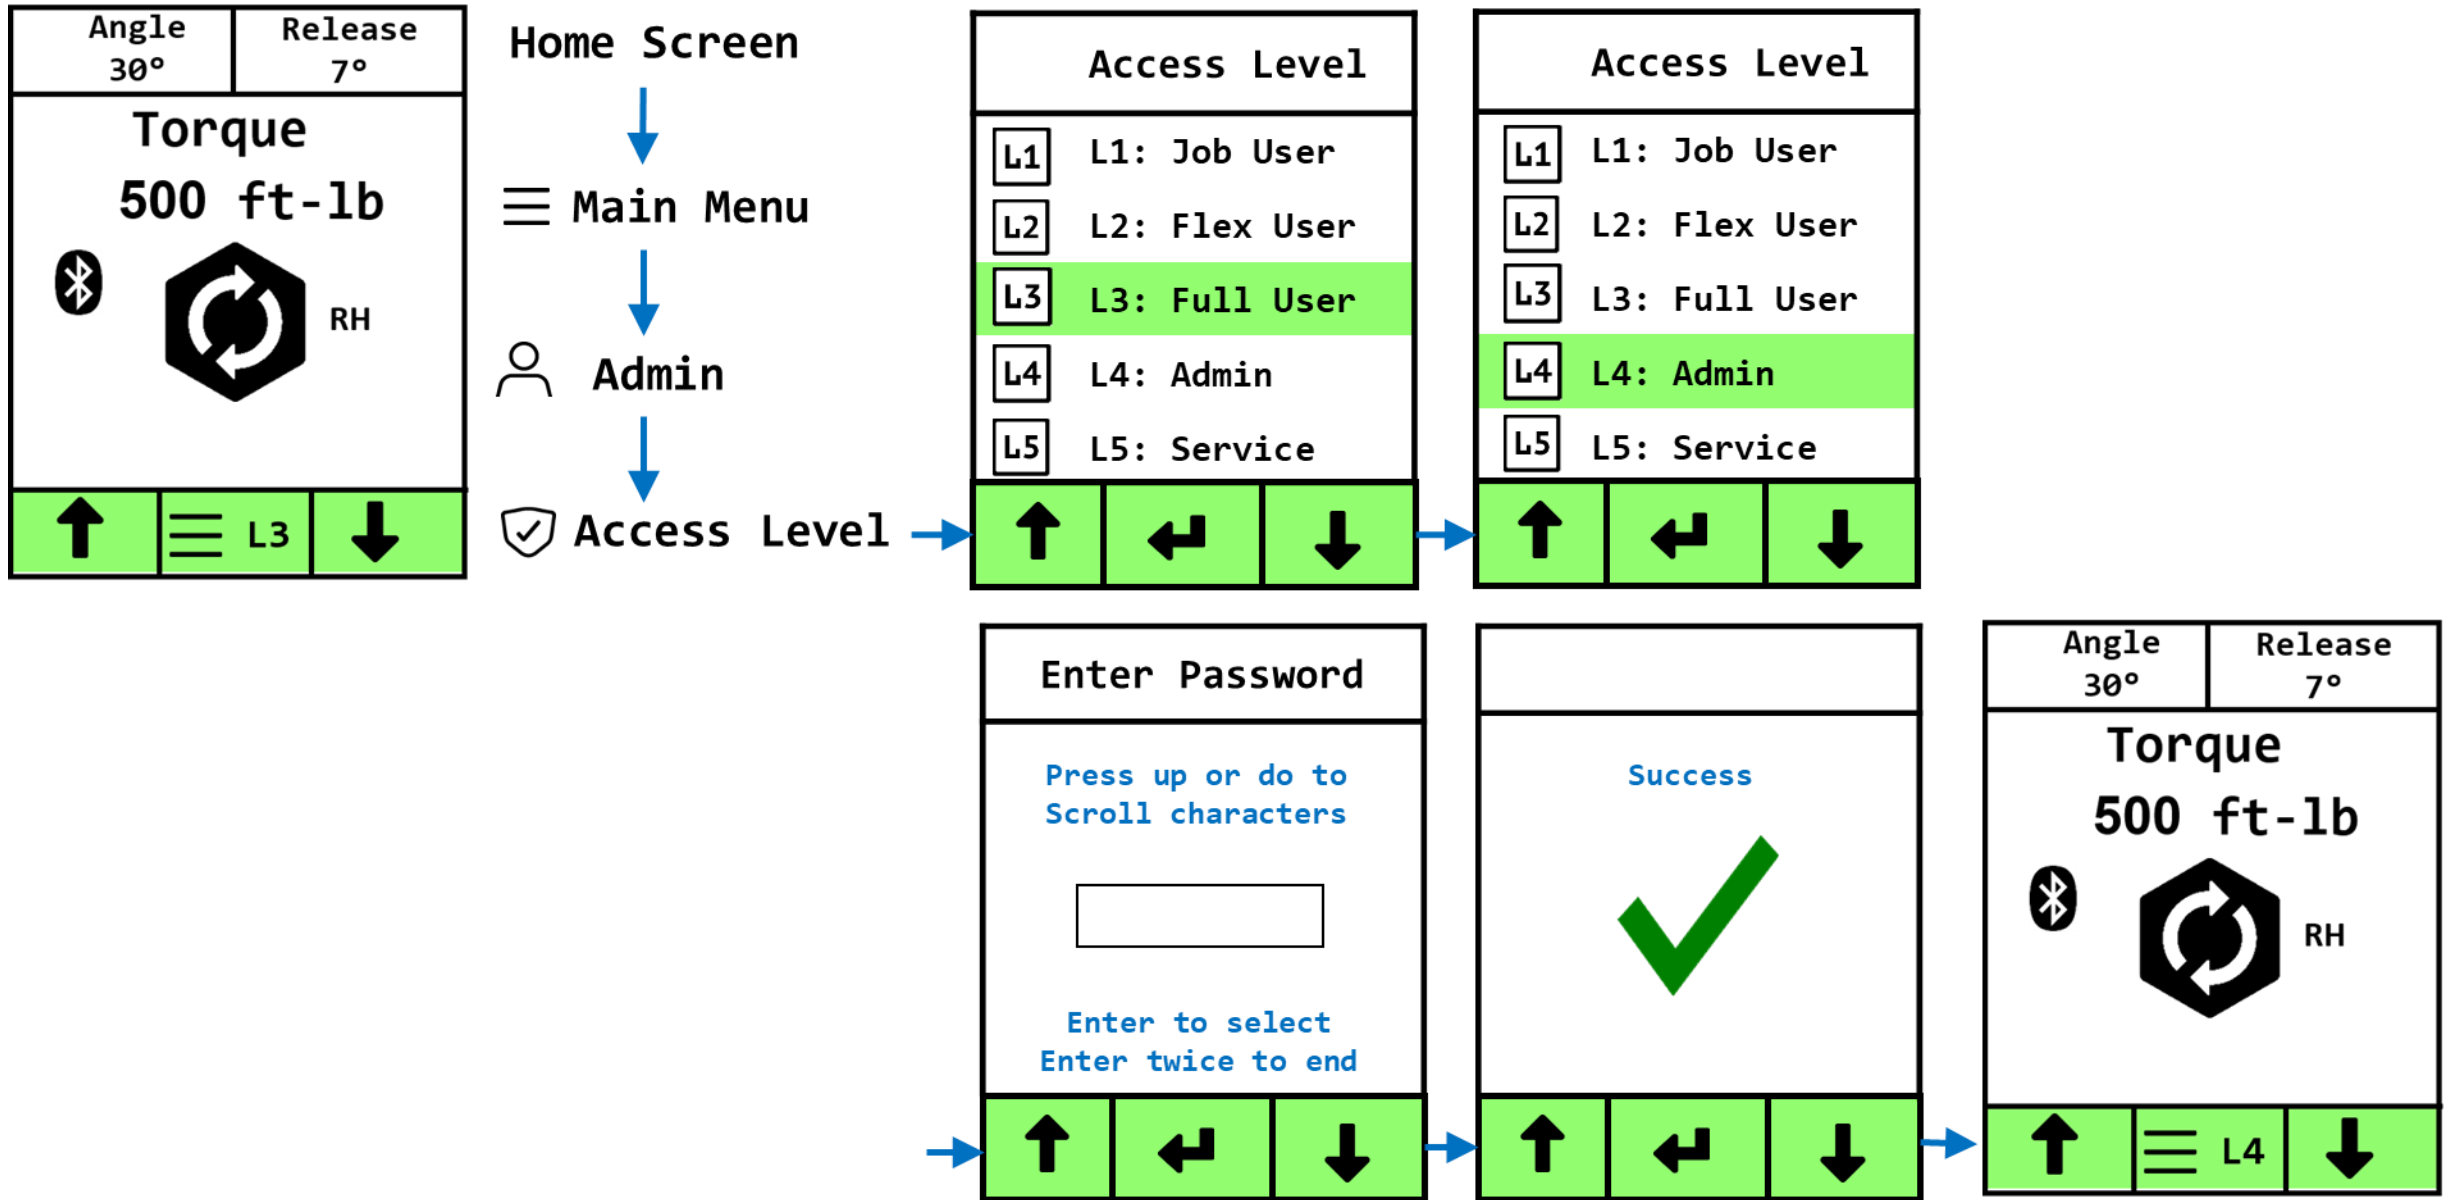 Angle
30°
Release
7°
Torque
500 ft-lb
RH
L3
Home Screen
Main Menu
Admin
Access Level
Access Level
L1 L1: Job User
L2 L2: Flex User
L3 L3: Full User
L4 L4: Admin
L5 L5: Service
Access Level
L1 L1: Job User
L2 L2: Flex User
L3 L3: Full User
L4 L4: Admin
L5 L5: Service
Enter Password
Press up or do to
Scroll characters
Enter to select
Enter twice to end
Success
Angle
30°
Release
7°
Torque
500 ft-lb
RH
L4